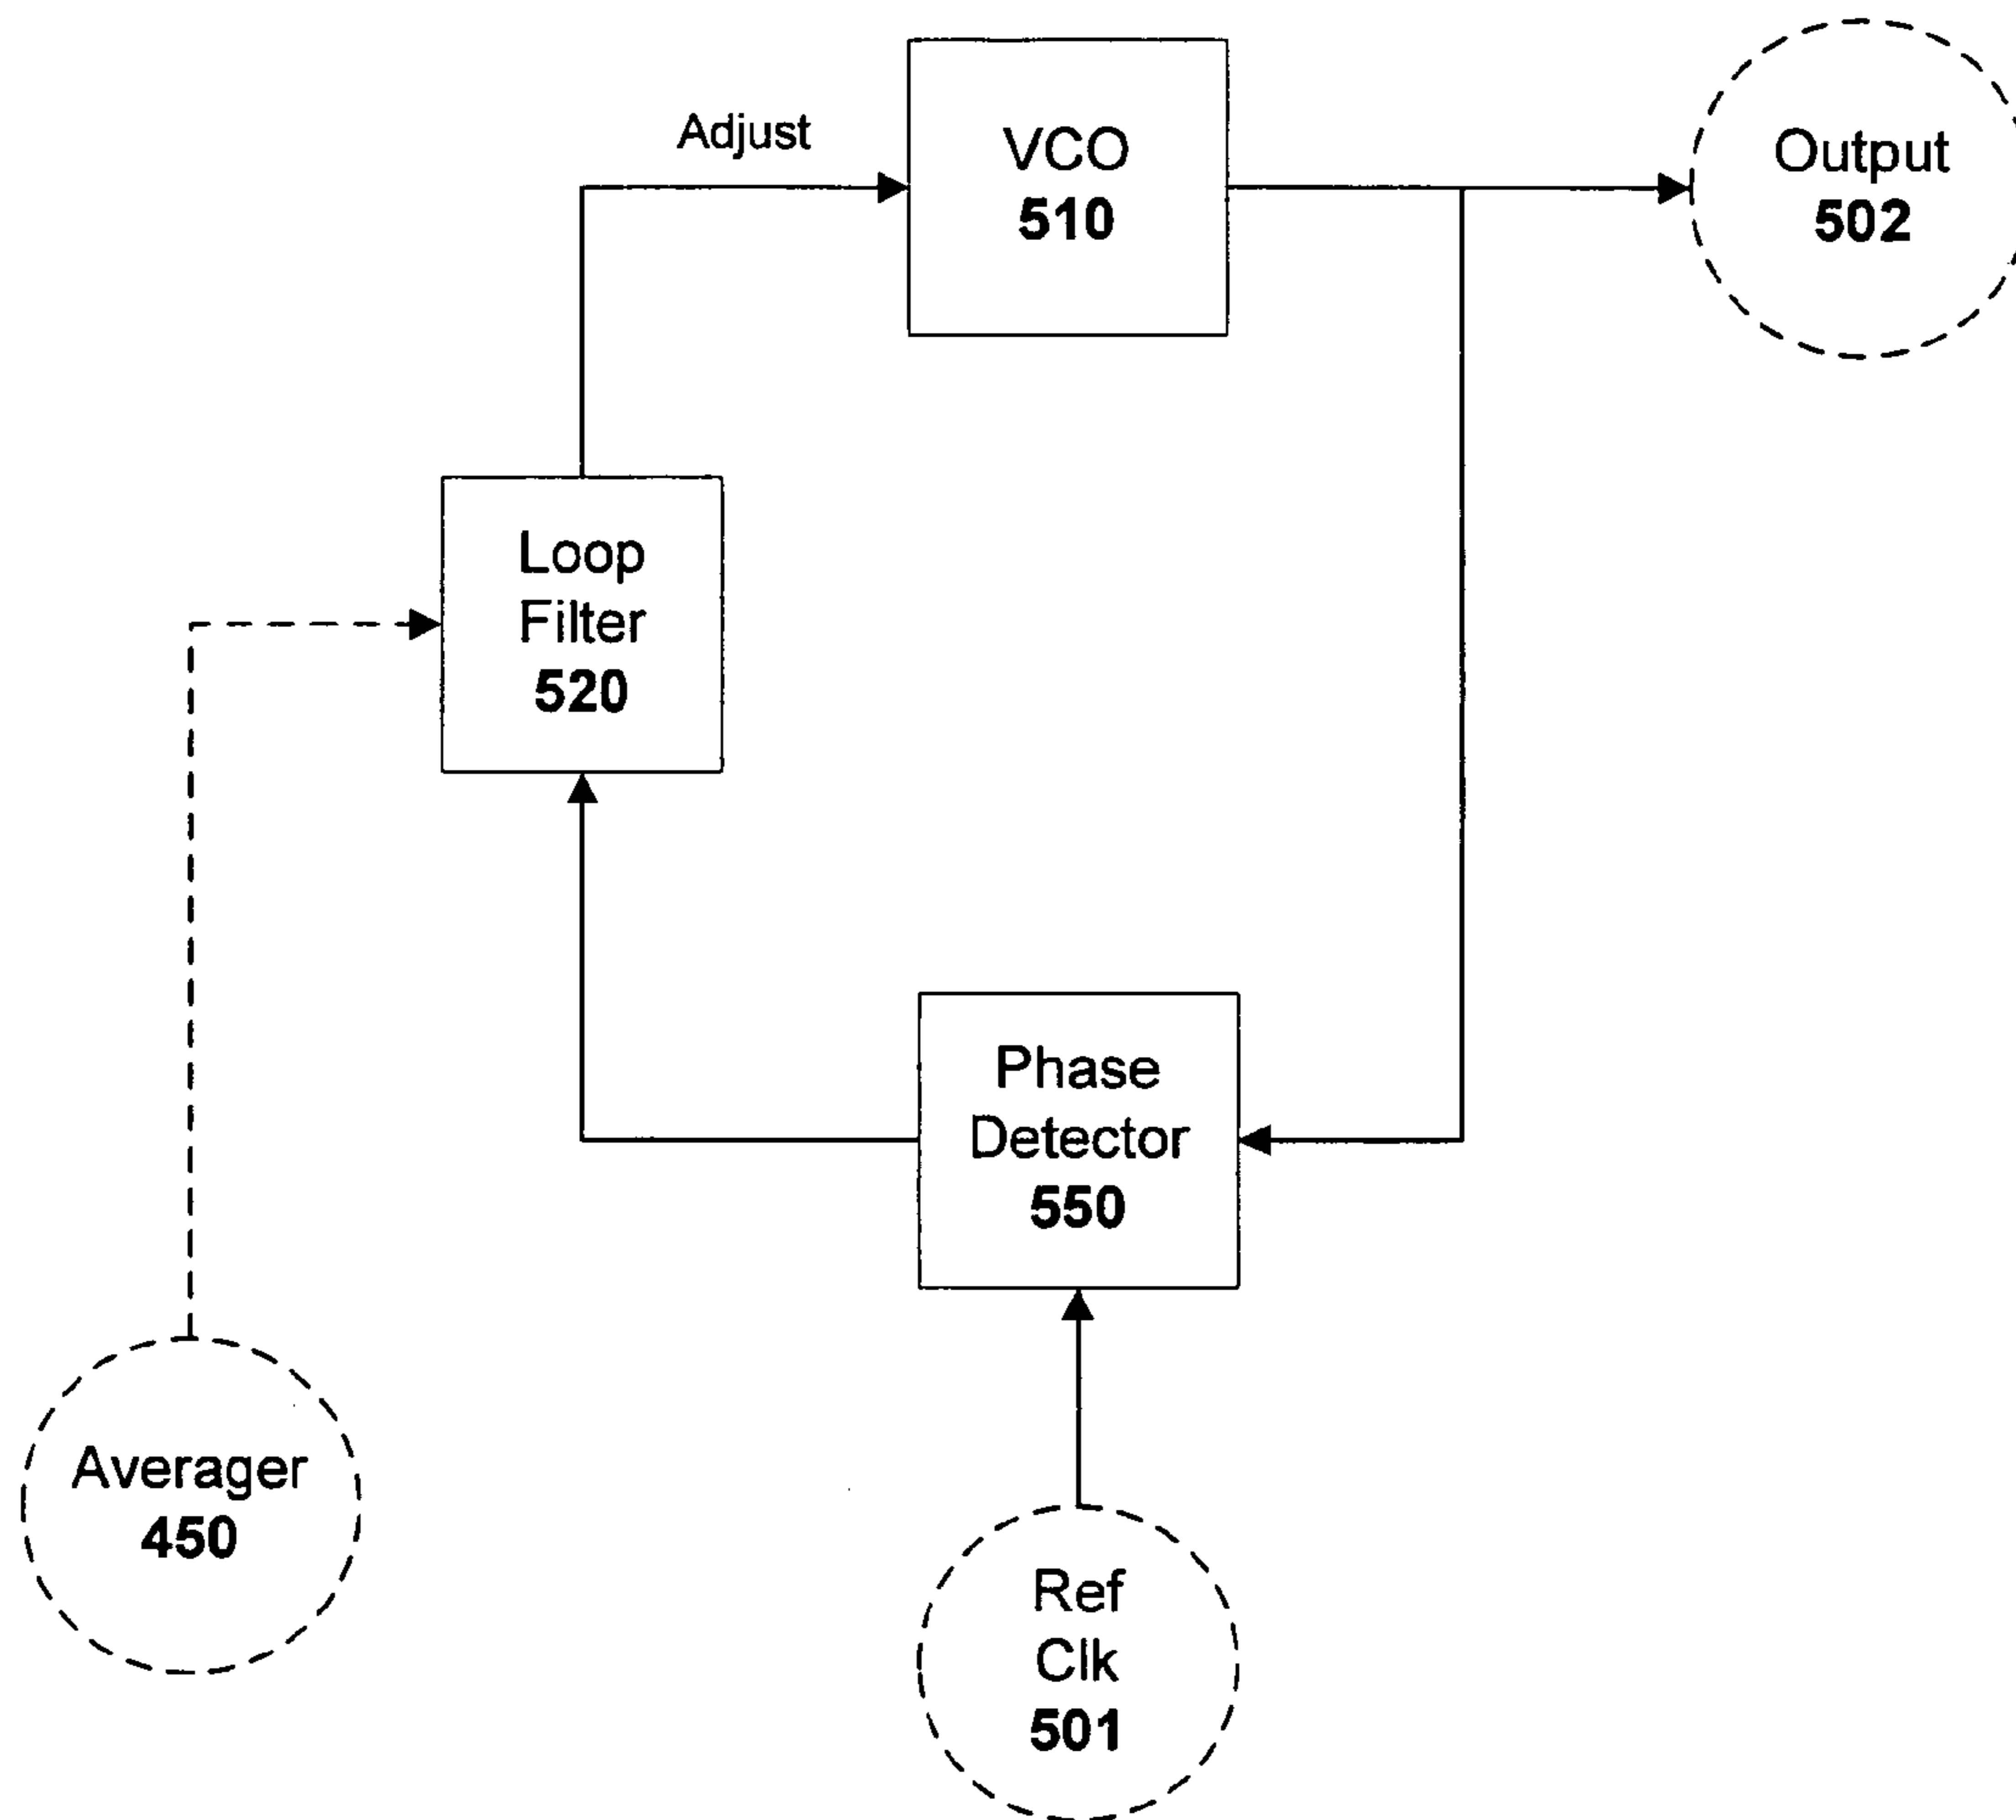 Adjust
VCO
510
Output
502
Loop
Filter
520
Phase
Detector
550
Averager
450
Ref
Clk
501